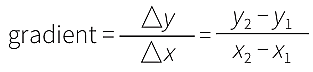 gradient = △y / △x = y₂ − y₁ / x₂ − x₁